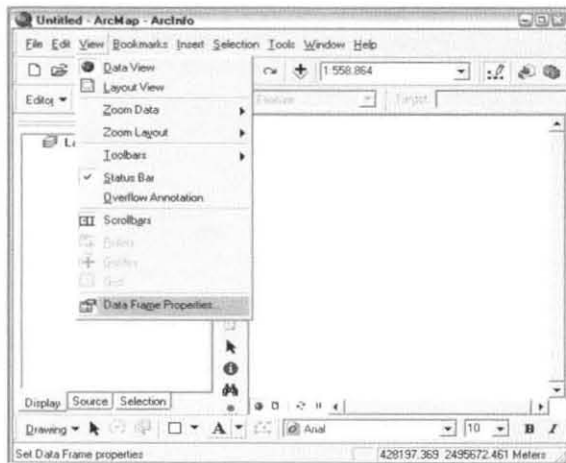 Untitled - ArcMap - ArcInfo
File Edit View Bookmarks Insert Selection Tools Window Help
Data View
1:558,864
Layout View
Editor
Target:
Zoom Data
Zoom Layout
Toolbars
Status Bar
Overflow Annotation
Scrollbars
Rulers
Guides
Grid
Data Frame Properties...
Display Source Selection
Drawing A Arial 10 B I
Set Data Frame properties 428197.369 2495672.461 Meters